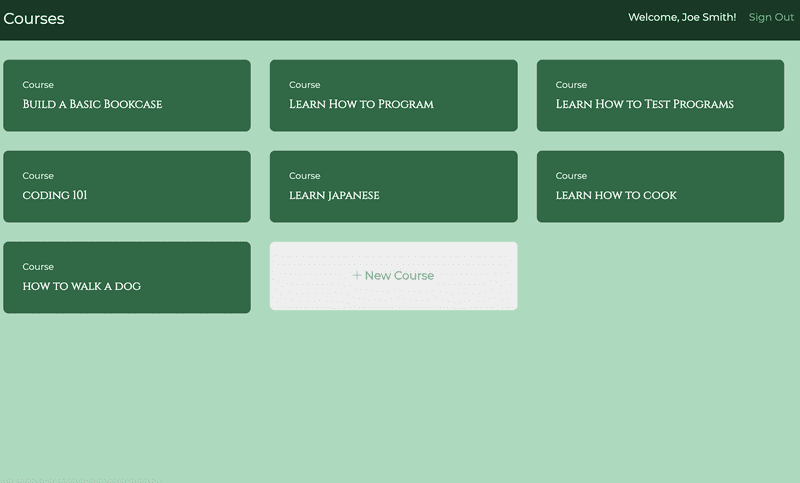 Courses
Welcome, Joe Smith! Sign Out
Course
Build a Basic Bookcase
Course
Learn How to Program
Course
Learn How to Test Programs
Course
coding 101
Course
learn japanese
Course
learn how to cook
Course
how to walk a dog
+ New Course